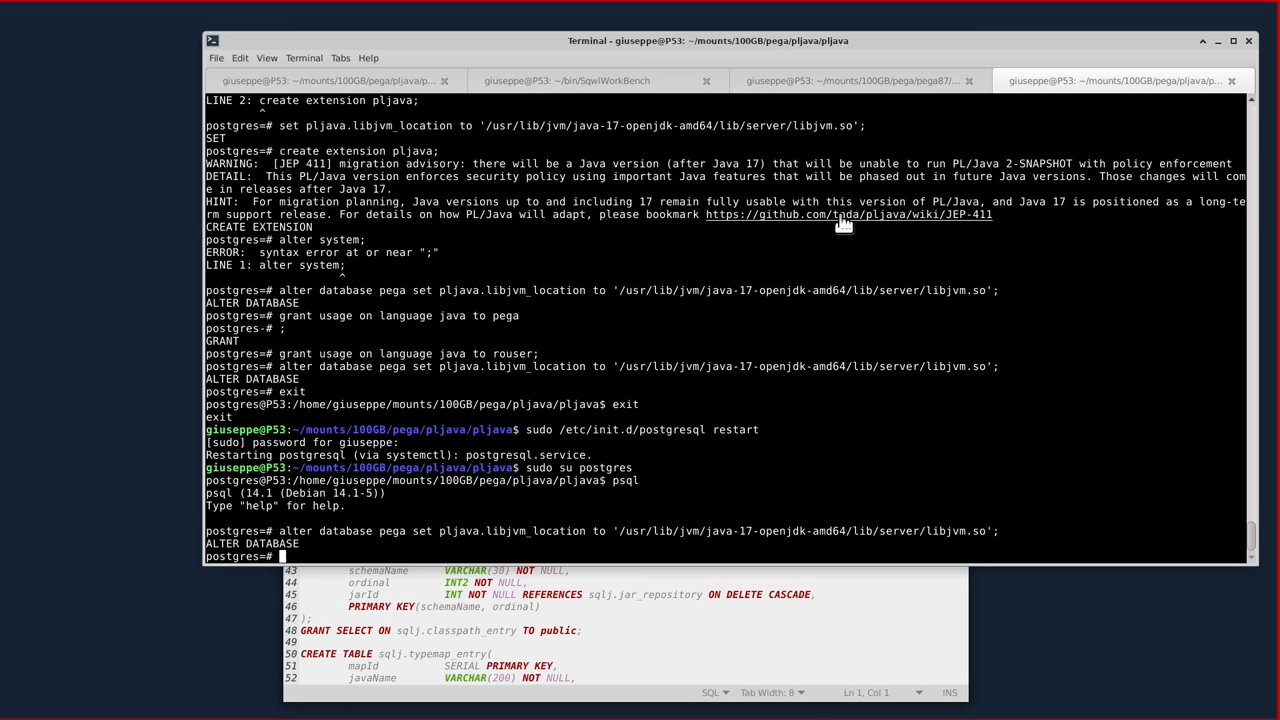 Terminal - giuseppe@P53: ~/mounts/100GB/pega/pljava/pljava
File Edit View Terminal Tabs Help
giuseppe@P53: ~/mounts/100GB/pega/pljava/p... giuseppe@P53: ~/bin/SqwlWorkBench giuseppe@P53: ~/mounts/100GB/pega/pega87/... giuseppe@P53: ~/mounts/100GB/pega/pljava/p...
LINE 2: create extension pljava;
^
postgres=# set pljava.libjvm_location to '/usr/lib/jvm/java-17-openjdk-amd64/lib/server/libjvm.so';
SET
postgres=# create extension pljava;
WARNING:  [JEP 411] migration advisory: there will be a Java version (after Java 17) that will be unable to run PL/Java 2-SNAPSHOT with policy enforcement
DETAIL:  This PL/Java version enforces security policy using important Java features that will be phased out in future Java versions. Those changes will com
e in releases after Java 17.
HINT:  For migration planning, Java versions up to and including 17 remain fully usable with this version of PL/Java, and Java 17 is positioned as a long-te
rm support release. For details on how PL/Java will adapt, please bookmark https://github.com/tada/pljava/wiki/JEP-411
CREATE EXTENSION
postgres=# alter system;
ERROR:  syntax error at or near ";"
LINE 1: alter system;
^
postgres=# alter database pega set pljava.libjvm_location to '/usr/lib/jvm/java-17-openjdk-amd64/lib/server/libjvm.so';
ALTER DATABASE
postgres=# grant usage on language java to pega
postgres-# ;
GRANT
postgres=# grant usage on language java to rouser;
postgres=# alter database pega set pljava.libjvm_location to '/usr/lib/jvm/java-17-openjdk-amd64/lib/server/libjvm.so';
ALTER DATABASE
postgres=# exit
postgres@P53:/home/giuseppe/mounts/100GB/pega/pljava/pljava$ exit
exit
giuseppe@P53:~/mounts/100GB/pega/pljava/pljava$ sudo /etc/init.d/postgresql restart
[sudo] password for giuseppe:
Restarting postgresql (via systemctl): postgresql.service.
giuseppe@P53:~/mounts/100GB/pega/pljava/pljava$ sudo su postgres
postgres@P53:/home/giuseppe/mounts/100GB/pega/pljava/pljava$ psql
psql (14.1 (Debian 14.1-5))
Type "help" for help.
postgres=# alter database pega set pljava.libjvm_location to '/usr/lib/jvm/java-17-openjdk-amd64/lib/server/libjvm.so';
ALTER DATABASE
postgres=#
43 schemaName VARCHAR(30) NOT NULL,
44 ordinal INT2 NOT NULL,
45 jarId INT NOT NULL REFERENCES sqlj.jar_repository ON DELETE CASCADE,
46 PRIMARY KEY(schemaName, ordinal)
47 );
48 GRANT SELECT ON sqlj.classpath_entry TO public;
49
50 CREATE TABLE sqlj.typemap_entry(
51 mapId SERIAL PRIMARY KEY,
52 javaName VARCHAR(200) NOT NULL,
SQL Tab Width: 8 Ln 1, Col 1 INS